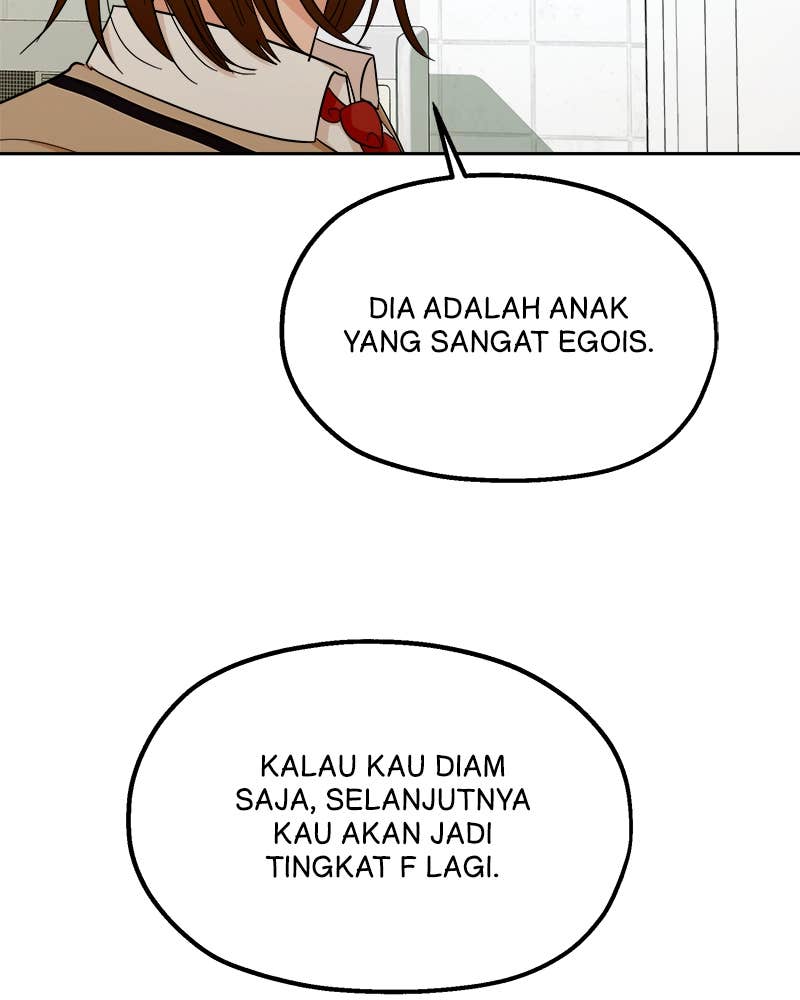 DIA ADALAH ANAK
YANG SANGAT EGOIS.
KALAU KAU DIAM
SAJA, SELANJUTNYA
KAU AKAN JADI
TINGKAT F LAGI.